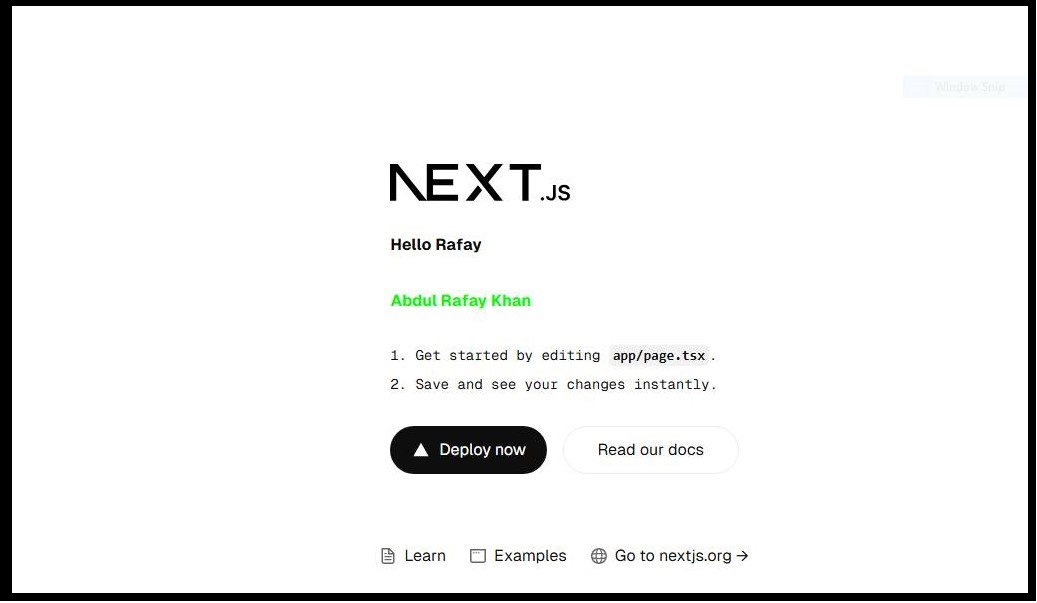 Window Snip
NEXT.JS
Hello Rafay
Abdul Rafay Khan
1. Get started by editing app/page.tsx.
2. Save and see your changes instantly.
Deploy now
Read our docs
Learn
Examples
Go to nextjs.org →